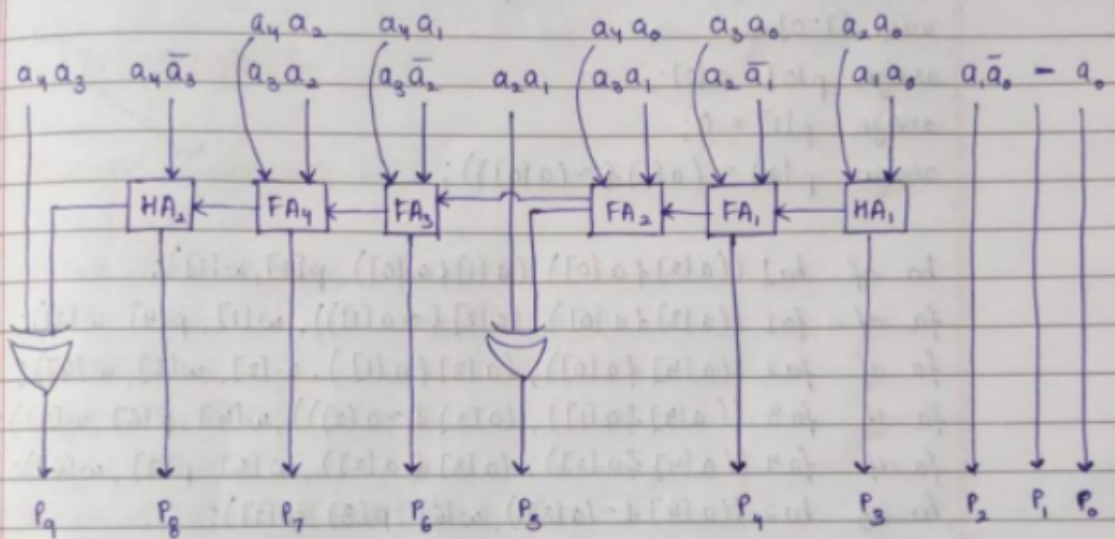 a₄a₂ a₄a₁ a₄a₀ a₃a₀ a₂a₀
a₄a₃ a₄ā₃ a₃a₂ a₃ā₂ a₂a₁ a₃a₁ a₂ā₁ a₁a₀ a₁ā₀ - a₀
HA₂ FA₄ FA₃ FA₂ FA₁ HA₁
P₉ P₈ P₇ P₆ P₅ P₄ P₃ P₂ P₁ P₀